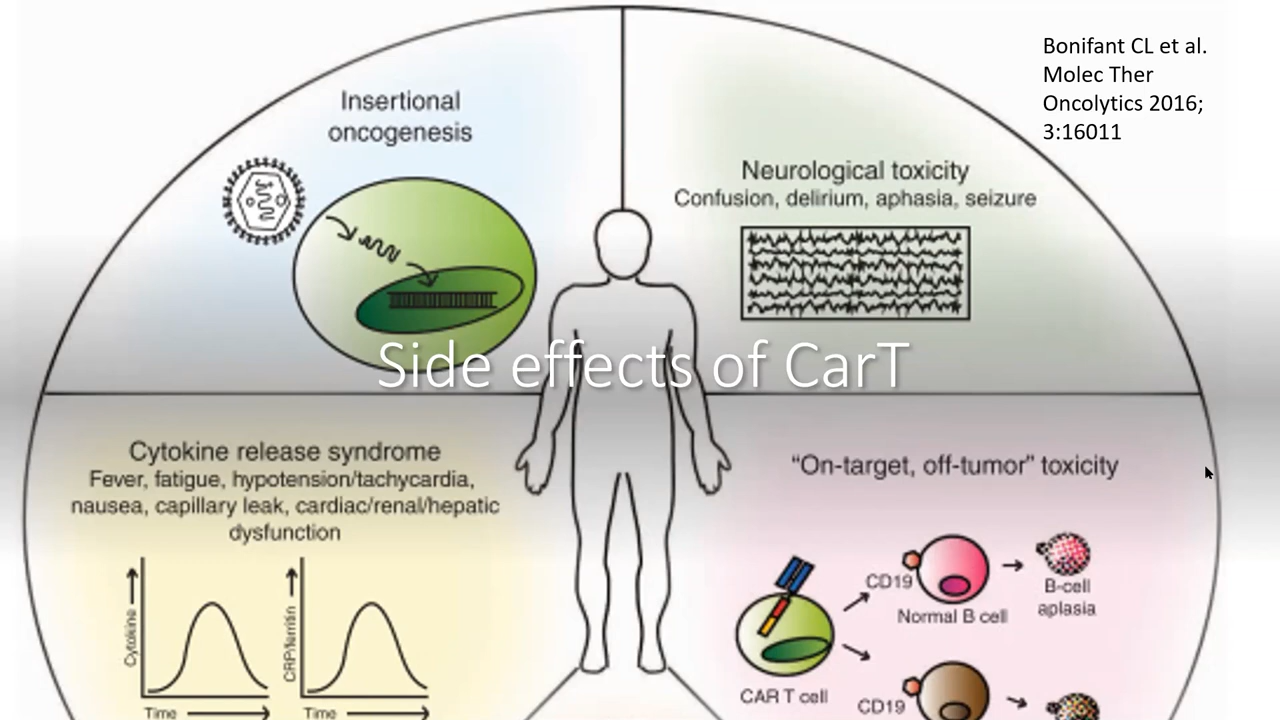 Bonifant CL et al.
Molec Ther
Oncolytics 2016;
3:16011
Insertional
oncogenesis
Neurological toxicity
Confusion, delirium, aphasia, seizure
Side effects of CarT
Cytokine release syndrome
Fever, fatigue, hypotension/tachycardia,
nausea, capillary leak, cardiac/renal/hepatic
dysfunction
Cytokine
Time
CRP/ferritin
Time
“On-target, off-tumor” toxicity
CD19
Normal B cell
B-cell
aplasia
CAR T cell
CD19